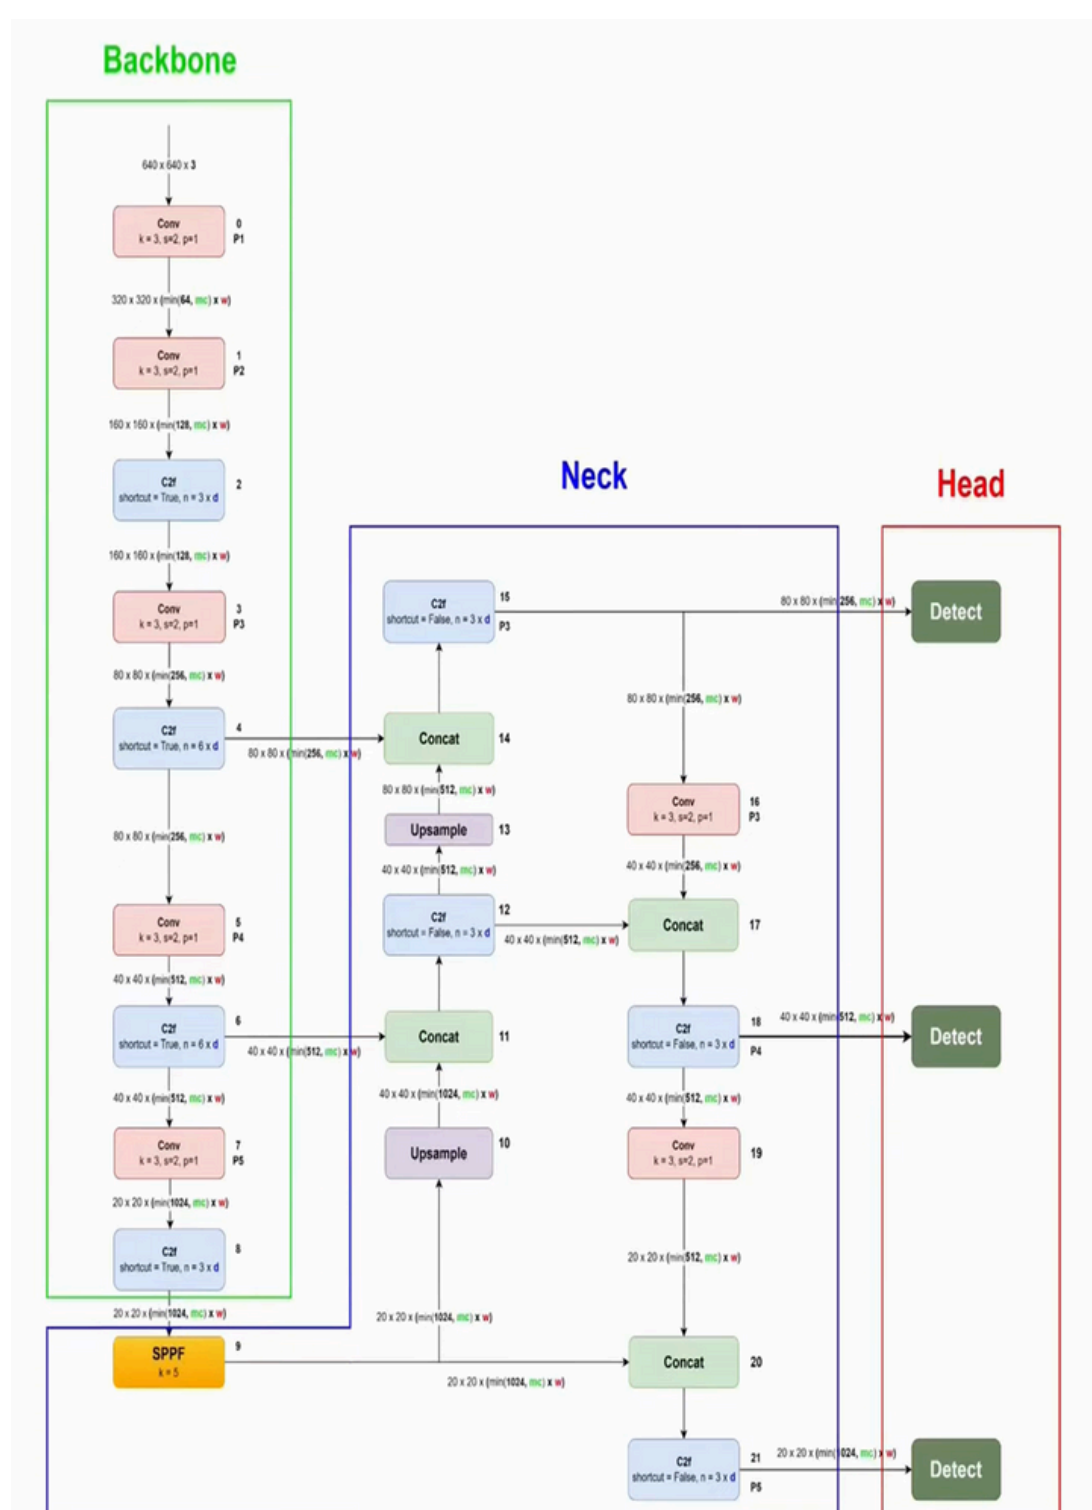 Backbone
640 x 640 x 3
Conv
k = 3, s=2, p=1
0
P1
320 x 320 x (min(64, mc) x w)
Conv
k = 3, s=2, p=1
1
P2
160 x 160 x (min(128, mc) x w)
C2f
shortcut = True, n = 3 x d
2
160 x 160 x (min(128, mc) x w)
Conv
k = 3, s=2, p=1
3
P3
80 x 80 x (min(256, mc) x w)
C2f
shortcut = True, n = 6 x d
4
80 x 80 x (min(256, mc) x w)
80 x 80 x (min(256, mc) x w)
Conv
k = 3, s=2, p=1
5
P4
40 x 40 x (min(512, mc) x w)
C2f
shortcut = True, n = 6 x d
6
40 x 40 x (min(512, mc) x w)
40 x 40 x (min(512, mc) x w)
Conv
k = 3, s=2, p=1
7
P5
20 x 20 x (min(1024, mc) x w)
C2f
shortcut = True, n = 3 x d
8
20 x 20 x (min(1024, mc) x w)
SPPF
k = 5
9
Neck
C2f
shortcut = False, n = 3 x d
15
P3
Concat
14
80 x 80 x (min(512, mc) x w)
Upsample
13
40 x 40 x (min(512, mc) x w)
C2f
shortcut = False, n = 3 x d
12
40 x 40 x (min(512, mc) x w)
Concat
11
40 x 40 x (min(1024, mc) x w)
Upsample
10
20 x 20 x (min(1024, mc) x w)
20 x 20 x (min(1024, mc) x w)
80 x 80 x (min(256, mc) x w)
80 x 80 x (min(256, mc) x w)
Conv
k = 3, s=2, p=1
16
P3
40 x 40 x (min(256, mc) x w)
Concat
17
C2f
shortcut = False, n = 3 x d
18
P4
40 x 40 x (min(512, mc) x w)
40 x 40 x (min(512, mc) x w)
Conv
k = 3, s=2, p=1
19
20 x 20 x (min(512, mc) x w)
Concat
20
C2f
shortcut = False, n = 3 x d
21
P5
20 x 20 x (min(1024, mc) x w)
Head
Detect
Detect
Detect